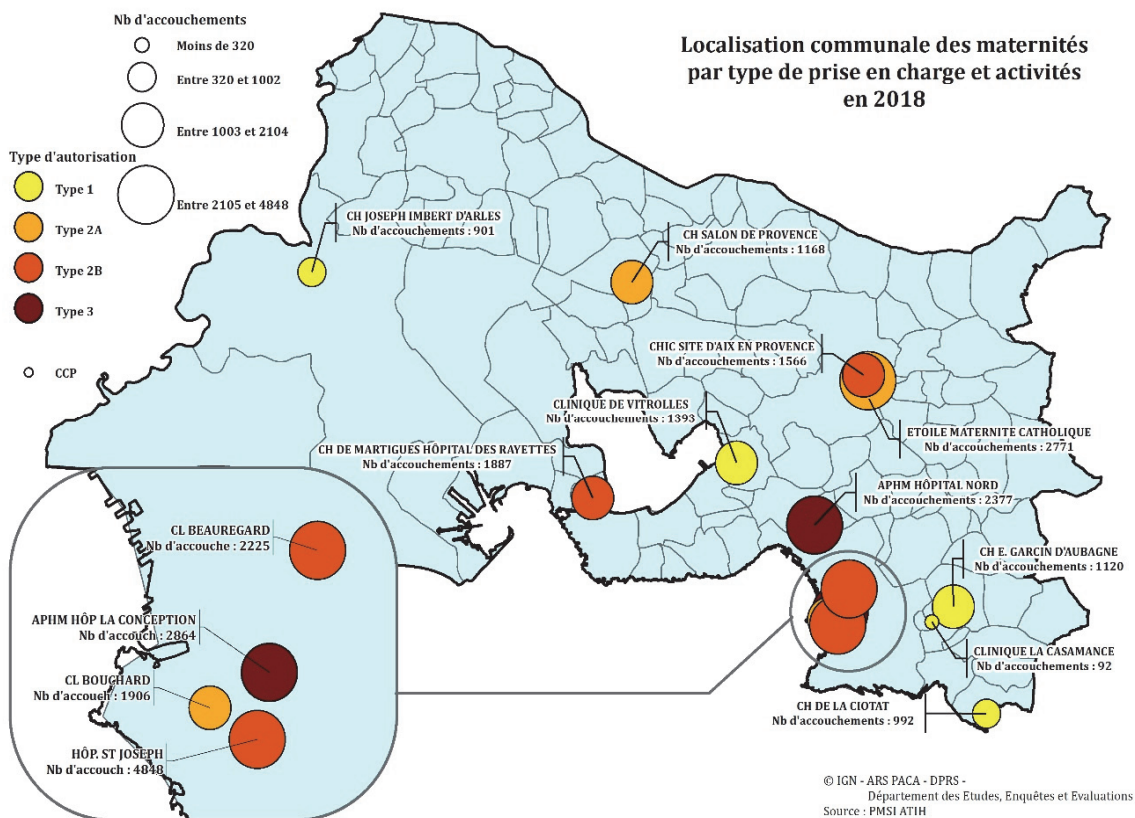 Nb d'accouchements
Moins de 320
Entre 320 et 1002
Entre 1003 et 2104
Entre 2105 et 4848
Type d'autorisation
Type 1
Type 2A
Type 2B
Type 3
CCP
Localisation communale des maternités
par type de prise en charge et activités
en 2018
CH JOSEPH IMBERT D'ARLES
Nb d'accouchements : 901
CH SALON DE PROVENCE
Nb d'accouchements : 1168
CHIC SITE D'AIX EN PROVENCE
Nb d'accouchements : 1566
CLINIQUE DE VITROLLES
Nb d'accouchements : 1393
ETOILE MATERNITE CATHOLIQUE
Nb d'accouchements : 2771
CH DE MARTIGUES HÔPITAL DES RAYETTES
Nb d'accouchements : 1887
APHM HÔPITAL NORD
Nb d'accouchements : 2377
CL BEAUREGARD
Nb d'accouche : 2225
CH E. GARCIN D'AUBAGNE
Nb d'accouchements : 1120
APHM HÔP LA CONCEPTION
Nb d'accouch : 2864
CLINIQUE LA CASAMANCE
Nb d'accouchements : 92
CL BOUCHARD
Nb d'accouch : 1906
CH DE LA CIOTAT
Nb d'accouchements : 992
HÔP. ST JOSEPH
Nb d'accouch : 4848
© IGN - ARS PACA - DPRS -
Département des Etudes, Enquêtes et Evaluations
Source : PMSI ATIH